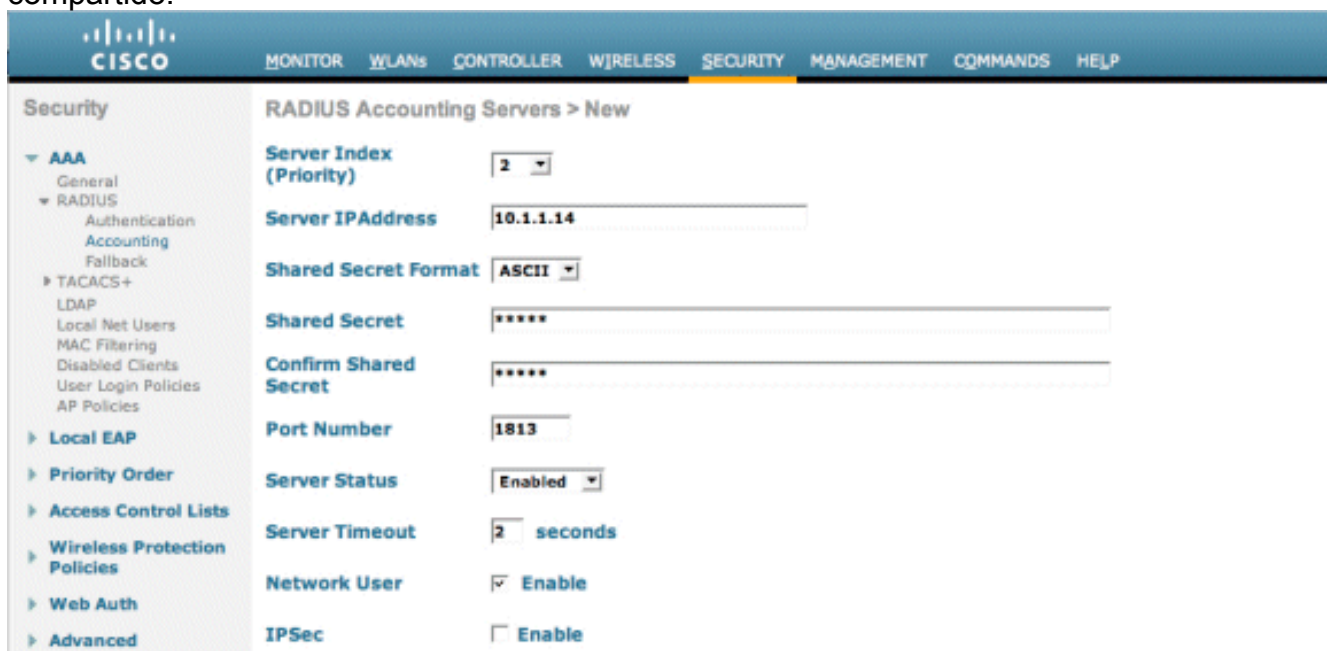 compartido.
CISCO
MONITOR WLANs CONTROLLER WIRELESS SECURITY MANAGEMENT COMMANDS HELP
Security
AAA
General
RADIUS
Authentication
Accounting
Fallback
TACACS+
LDAP
Local Net Users
MAC Filtering
Disabled Clients
User Login Policies
AP Policies
Local EAP
Priority Order
Access Control Lists
Wireless Protection
Policies
Web Auth
Advanced
RADIUS Accounting Servers > New
Server Index
(Priority) 2
Server IPAddress 10.1.1.14
Shared Secret Format ASCII
Shared Secret *****
Confirm Shared
Secret *****
Port Number 1813
Server Status Enabled
Server Timeout 2 seconds
Network User Enable
IPSec Enable